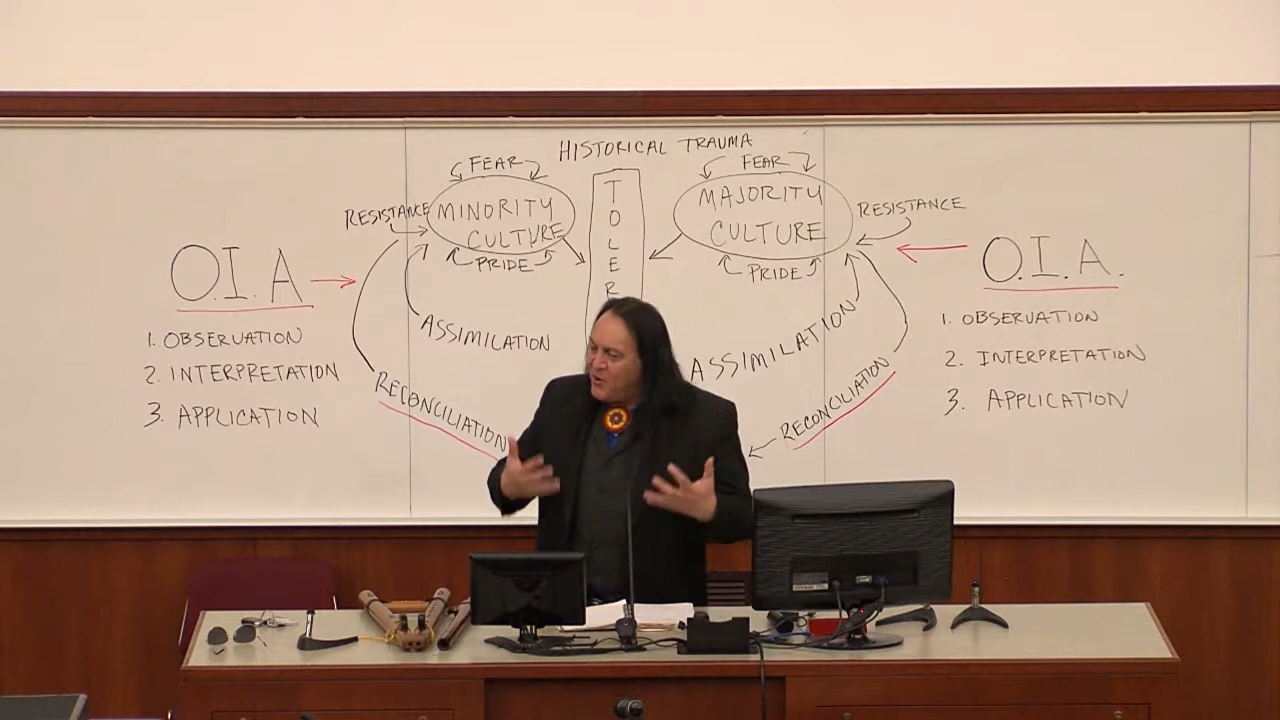 HISTORICAL TRAUMA
FEAR
RESISTANCE
MINORITY
CULTURE
PRIDE
ASSIMILATION
RECONCILIATION
O.I.A
1. OBSERVATION
2. INTERPRETATION
3. APPLICATION
T
O
L
E
R
FEAR
MAJORITY
CULTURE
RESISTANCE
PRIDE
ASSIMILATION
RECONCILIATION
O.I.A.
1. OBSERVATION
2. INTERPRETATION
3. APPLICATION